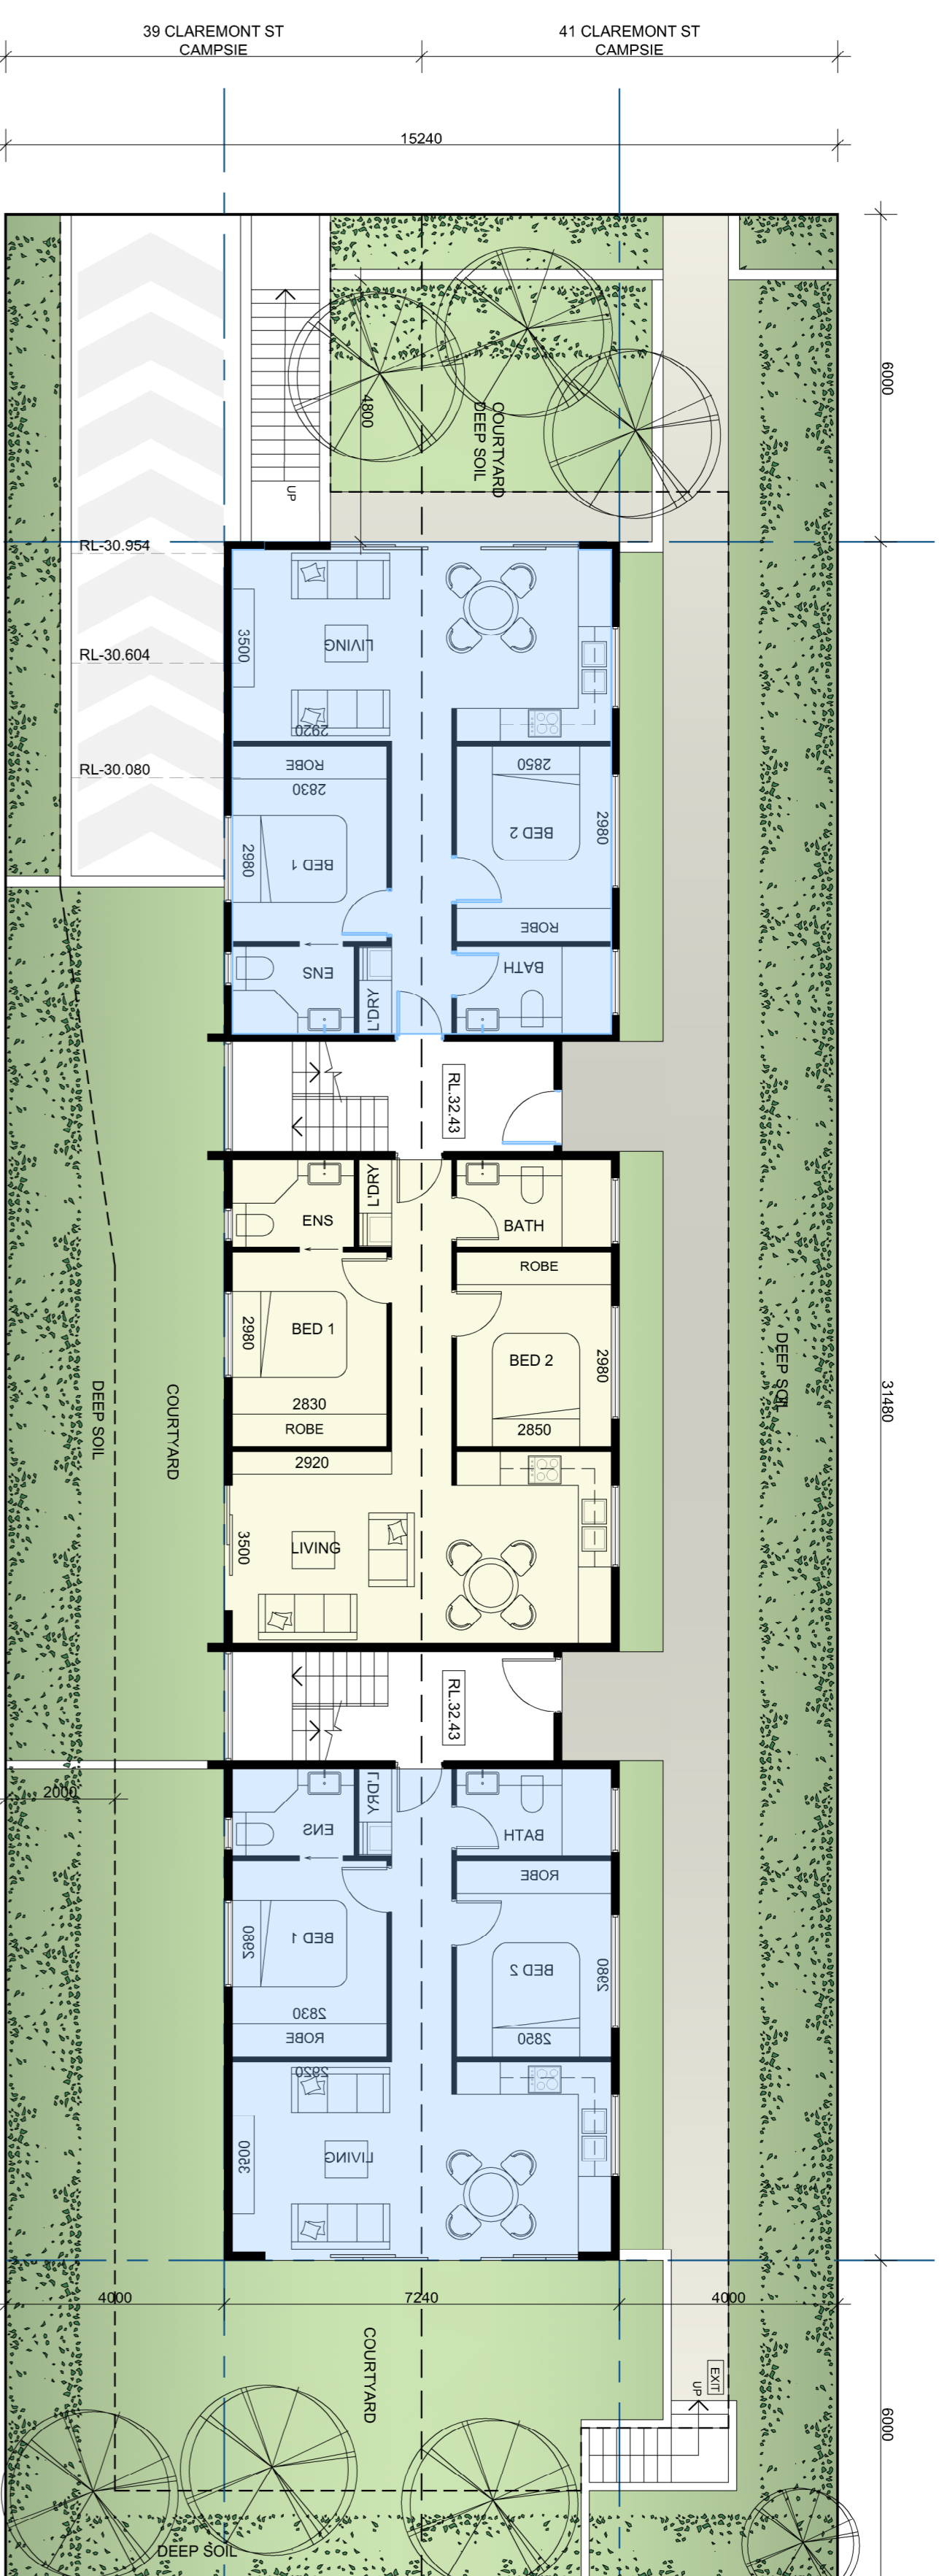 39 CLAREMONT ST
CAMPSIE
41 CLAREMONT ST
CAMPSIE
15240
6000
4800
COURTYARD
DEEP SOIL
UP
RL-30.954
RL-30.604
RL-30.080
3500
LIVING
2920
ROBE
2830
2850
BED 1
2980
BED 2
2980
ROBE
ENS
L'DRY
BATH
RL.32.43
ENS
L'DRY
BATH
ROBE
BED 1
2980
BED 2
2980
2830
ROBE
2850
2920
LIVING
3500
DEEP SOIL
COURTYARD
DEEP SOIL
31480
RL.32.43
2000
ENS
L'DRY
BATH
ROBE
BED 1
2980
BED 2
2980
2830
ROBE
2850
2920
LIVING
3500
4000
7240
4000
COURTYARD
EXIT
UP
6000
DEEP SOIL